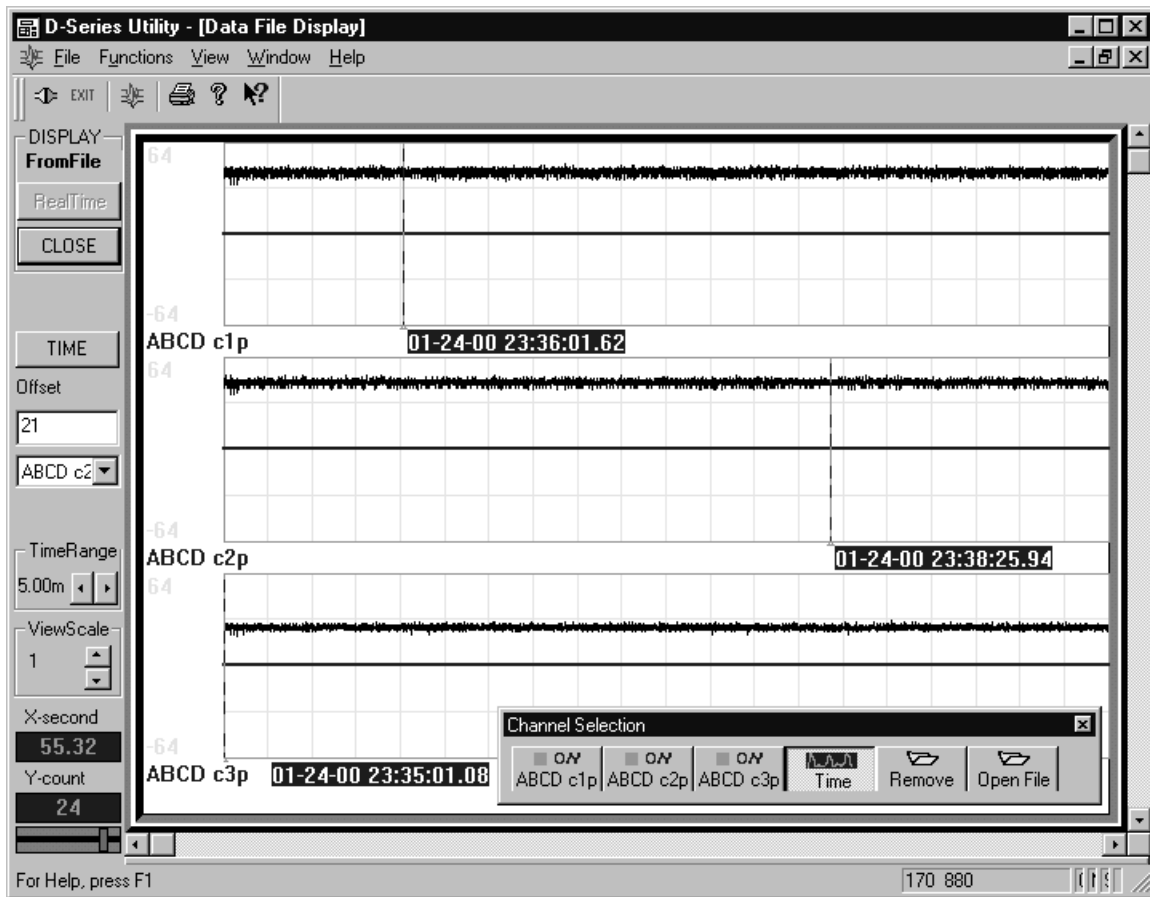 D-Series Utility - [Data File Display]
File Functions View Window Help
EXIT
DISPLAY
FromFile
RealTime
CLOSE
TIME
Offset
21
ABCD c2
TimeRange
5.00m
ViewScale
1
X-second
55.32
Y-count
24
64
-64
ABCD c1p 01-24-00 23:36:01.62
64
-64
ABCD c2p 01-24-00 23:38:25.94
64
-64
ABCD c3p 01-24-00 23:35:01.08
Channel Selection
ON ON ON
ABCD c1p ABCD c2p ABCD c3p Time Remove Open File
For Help, press F1
170 880